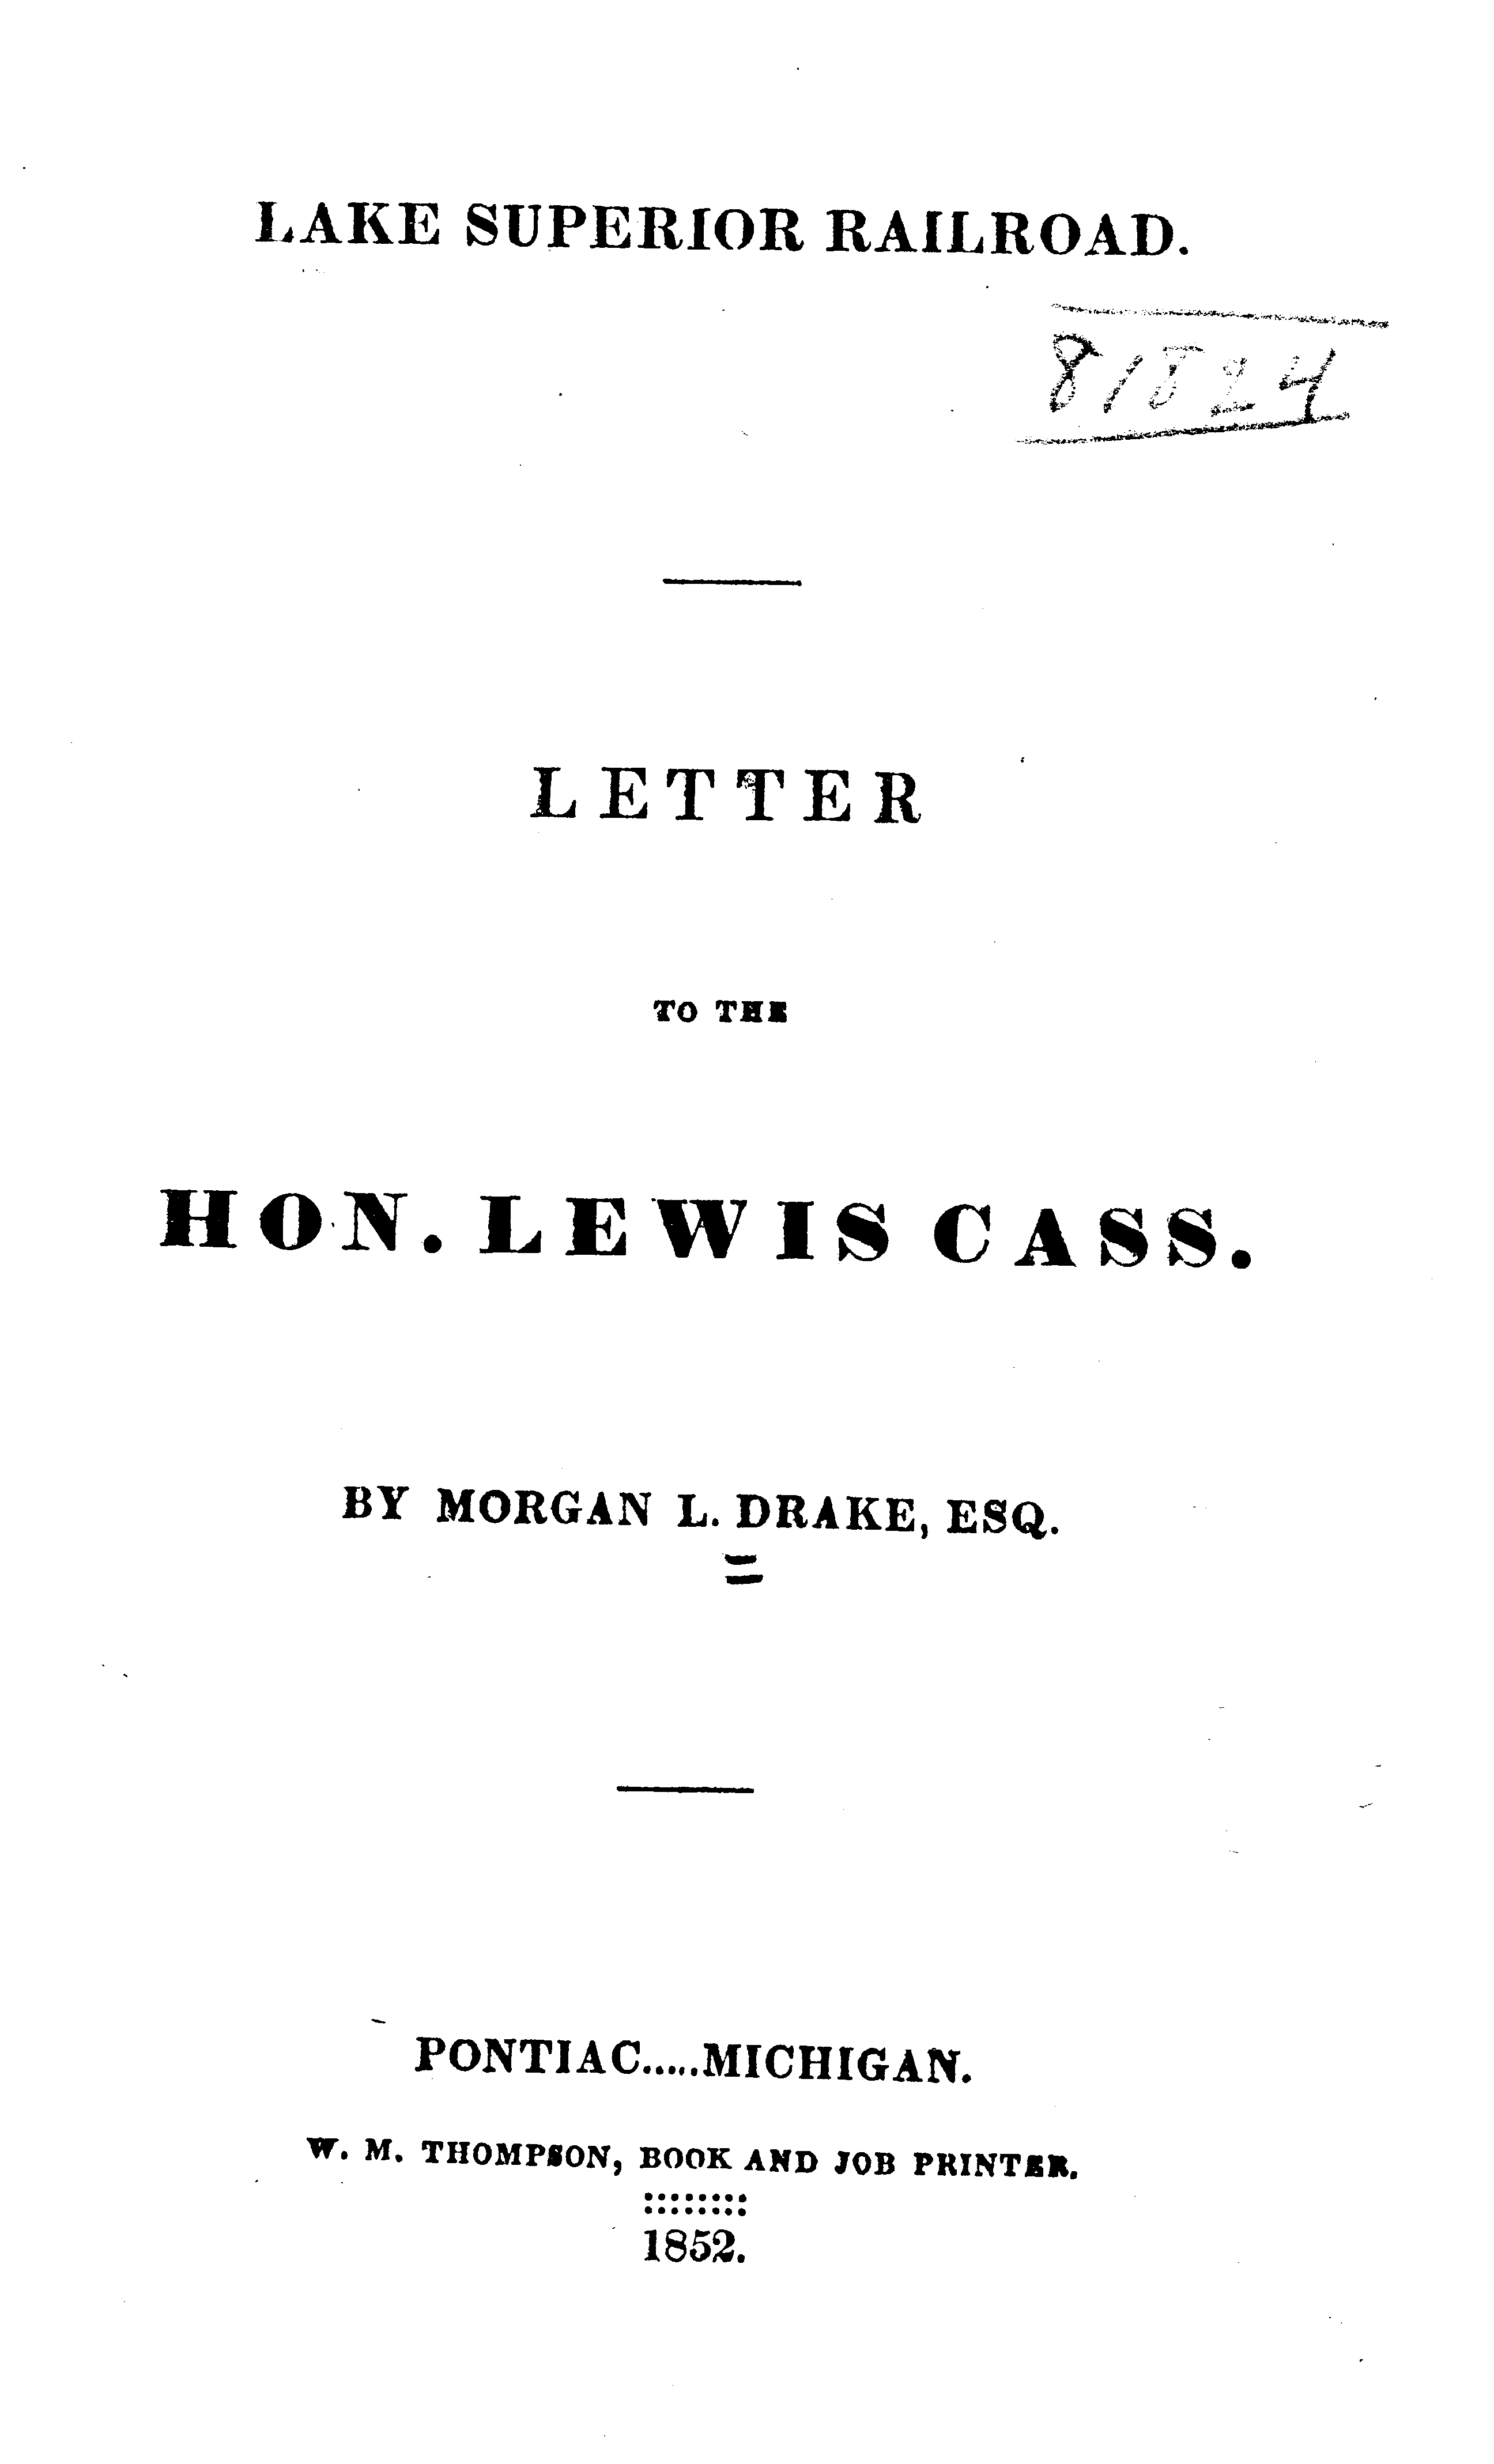 LAKE SUPERIOR RAILROAD.
81824
LETTER
TO THE
HON. LEWIS CASS.
BY MORGAN L. DRAKE, ESQ.
PONTIAC.....MICHIGAN.
W. M. THOMPSON, BOOK AND JOB PRINTER.
1852.